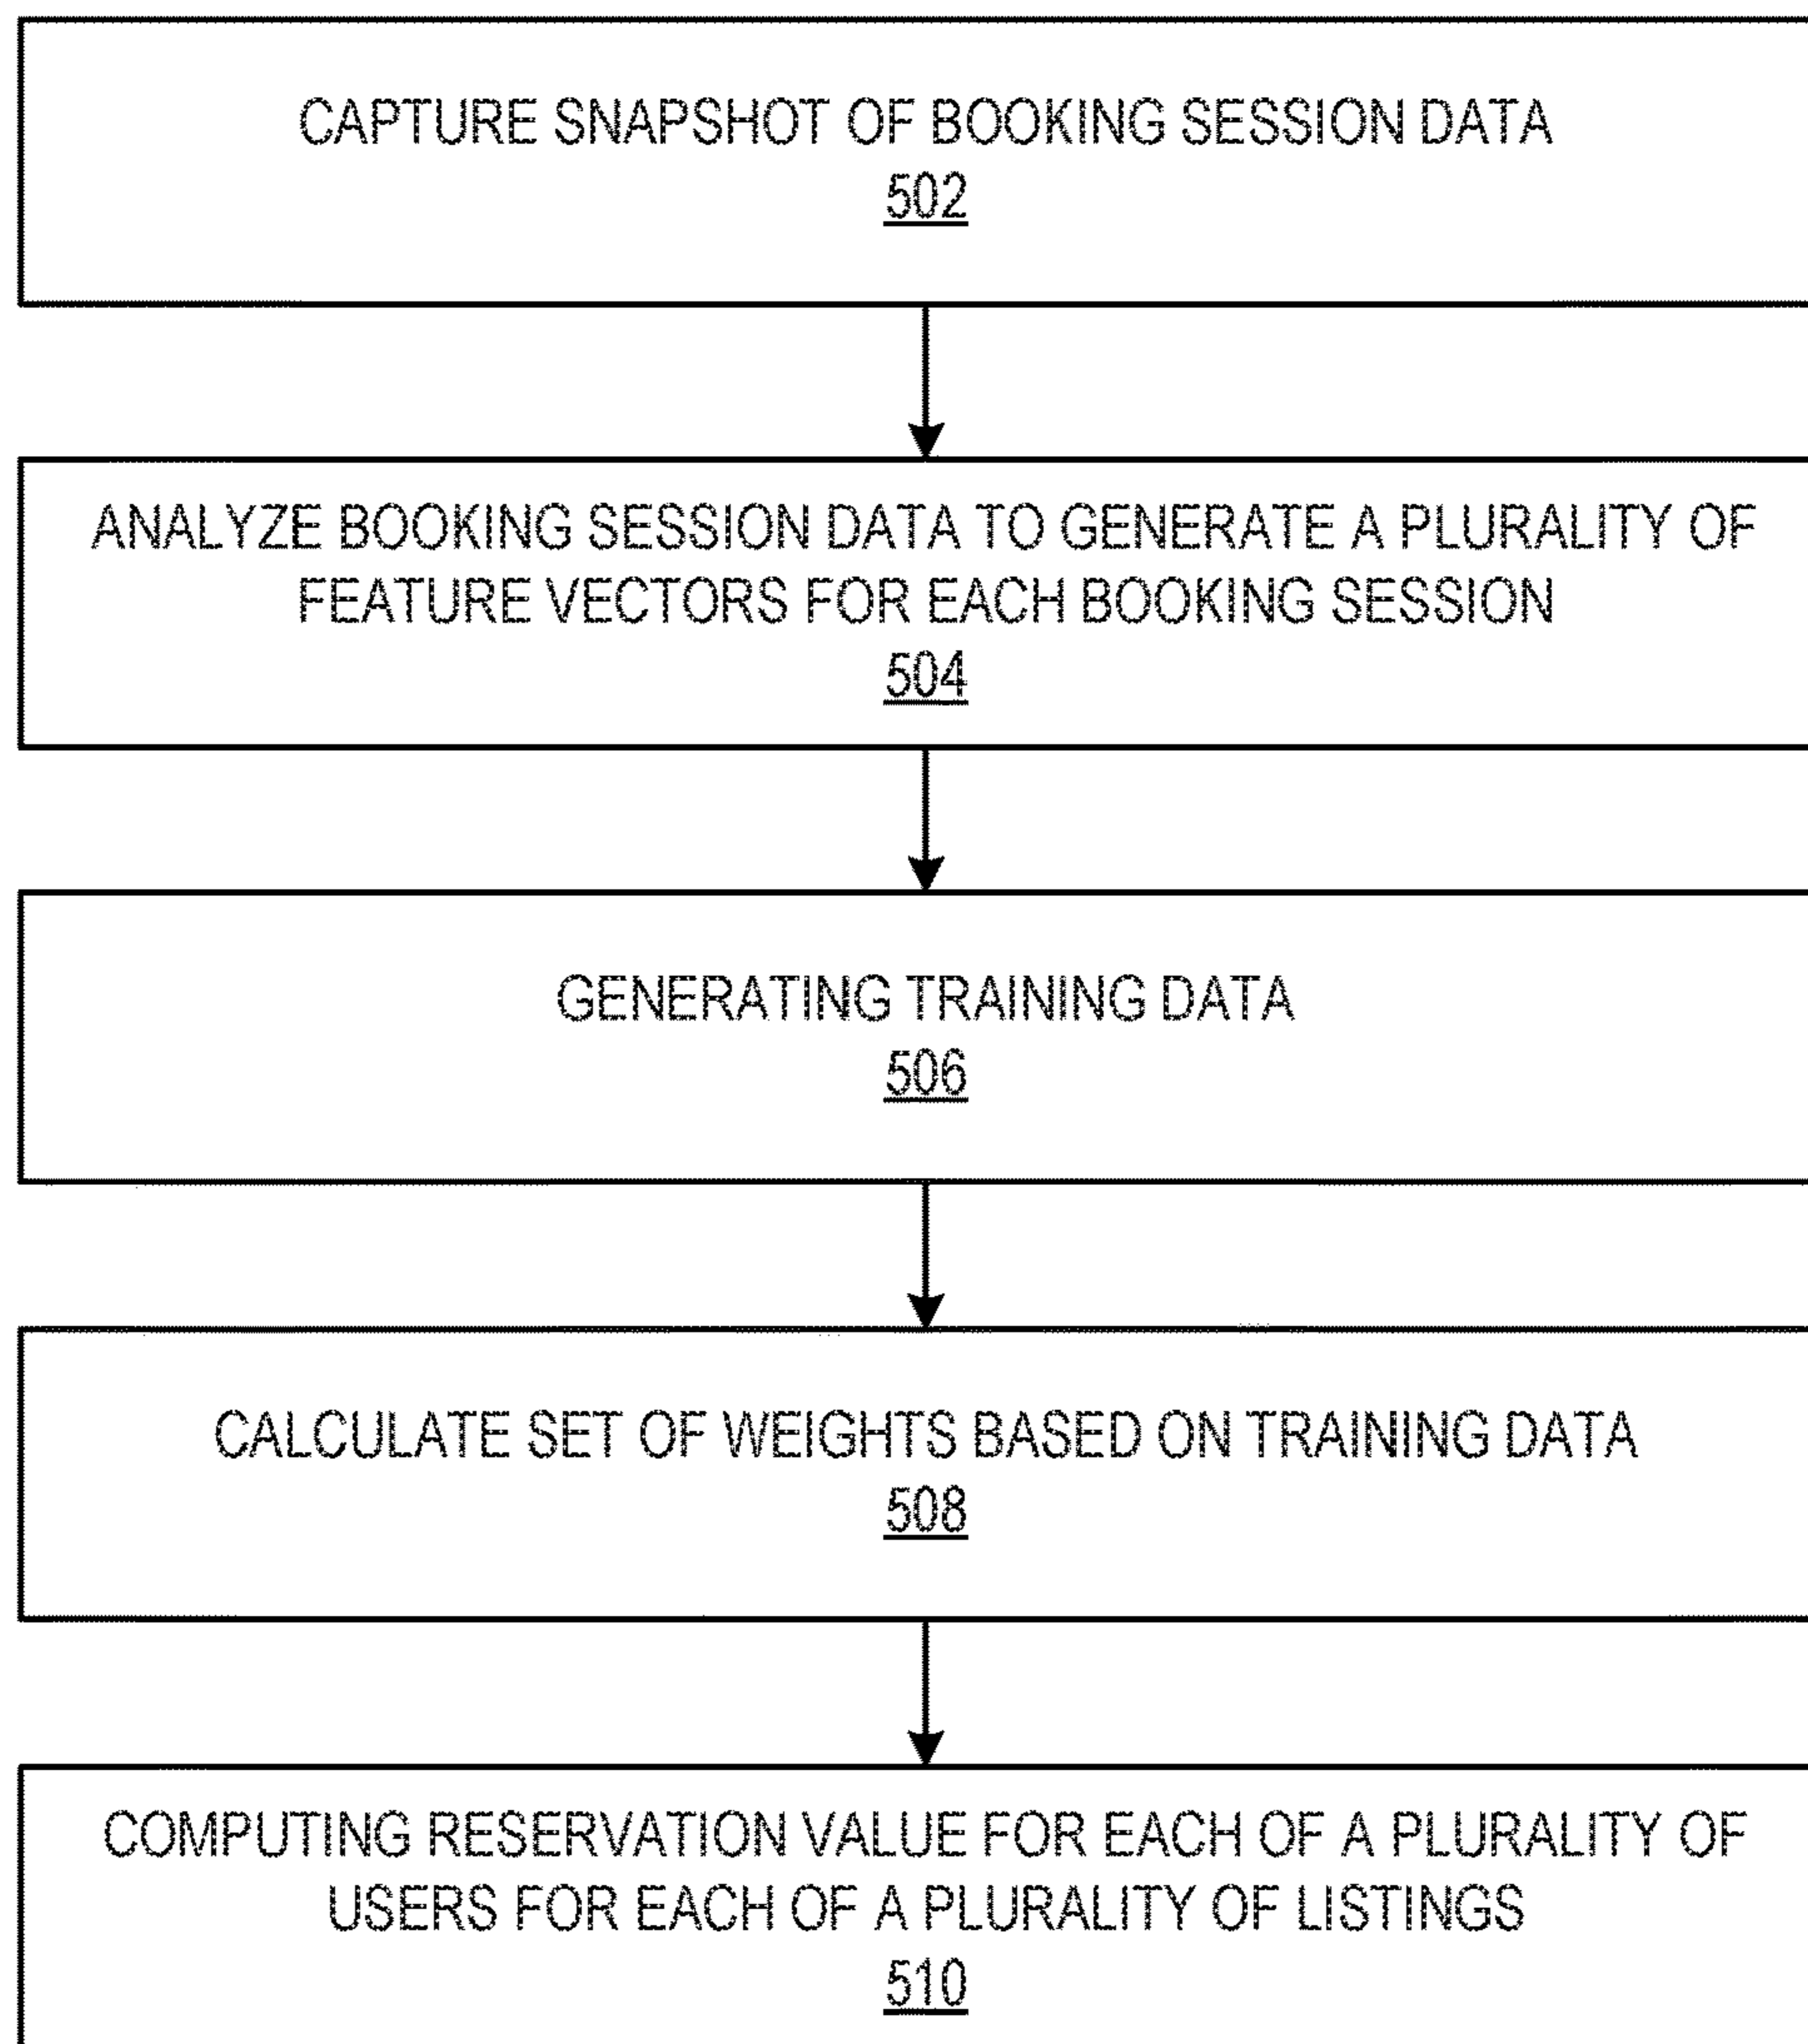 CAPTURE SNAPSHOT OF BOOKING SESSION DATA
502
ANALYZE BOOKING SESSION DATA TO GENERATE A PLURALITY OF
FEATURE VECTORS FOR EACH BOOKING SESSION
504
GENERATING TRAINING DATA
506
CALCULATE SET OF WEIGHTS BASED ON TRAINING DATA
508
COMPUTING RESERVATION VALUE FOR EACH OF A PLURALITY OF
USERS FOR EACH OF A PLURALITY OF LISTINGS
510